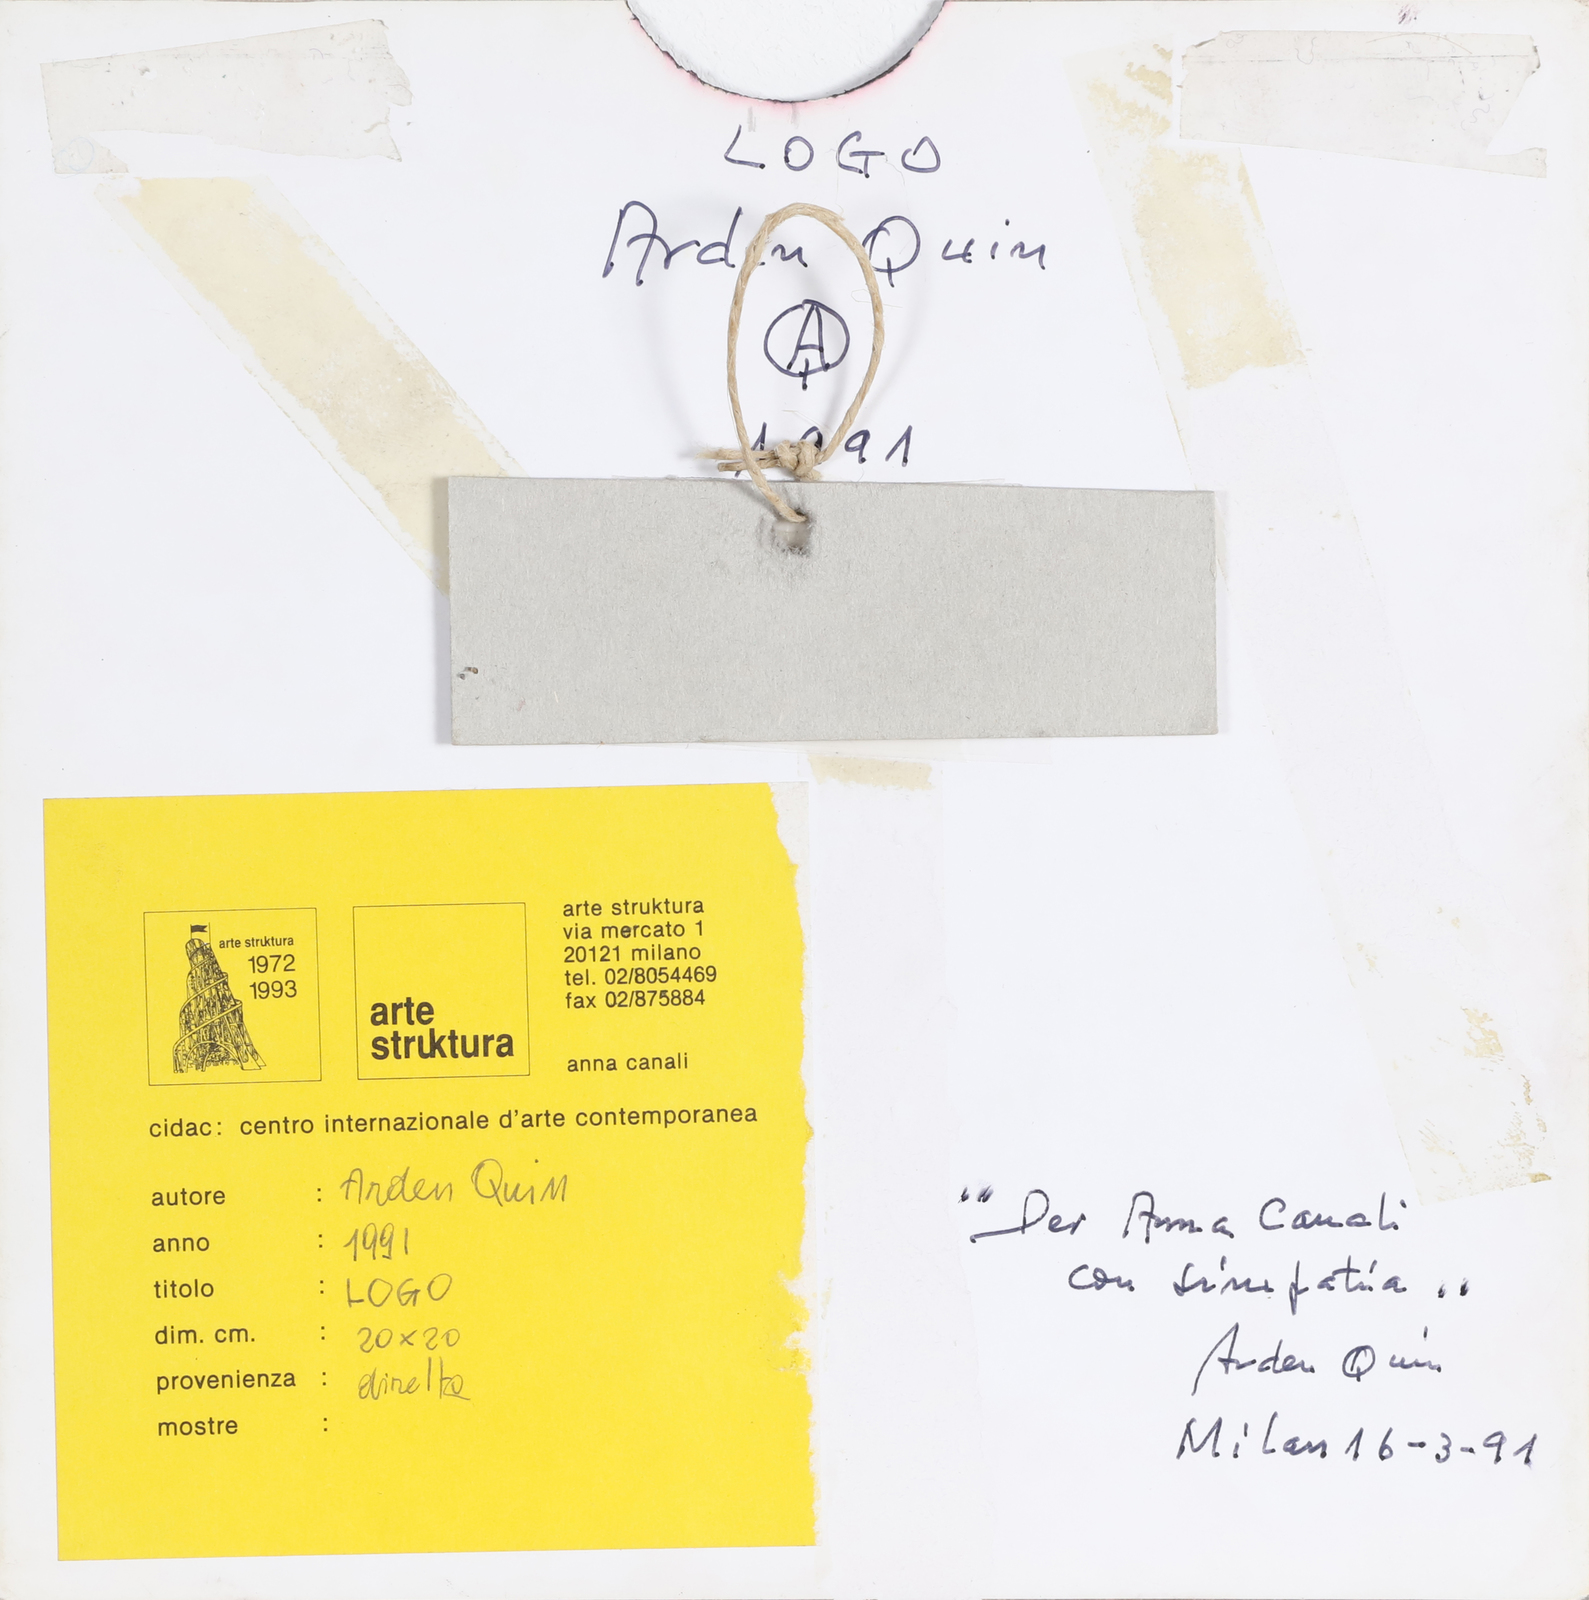 LOGO
Arden Quin
AQ
1991
arte struktura
1972
1993
arte
struktura
arte struktura
via mercato 1
20121 milano
tel. 02/8054469
fax 02/875884
anna canali
cidac: centro internazionale d'arte contemporanea
autore : Arden Quin
anno : 1991
titolo : LOGO
dim. cm. : 20x20
provenienza : diretta
mostre :
"Per Anna Canali
con simpatia"
Arden Quin
Milan 16-3-91